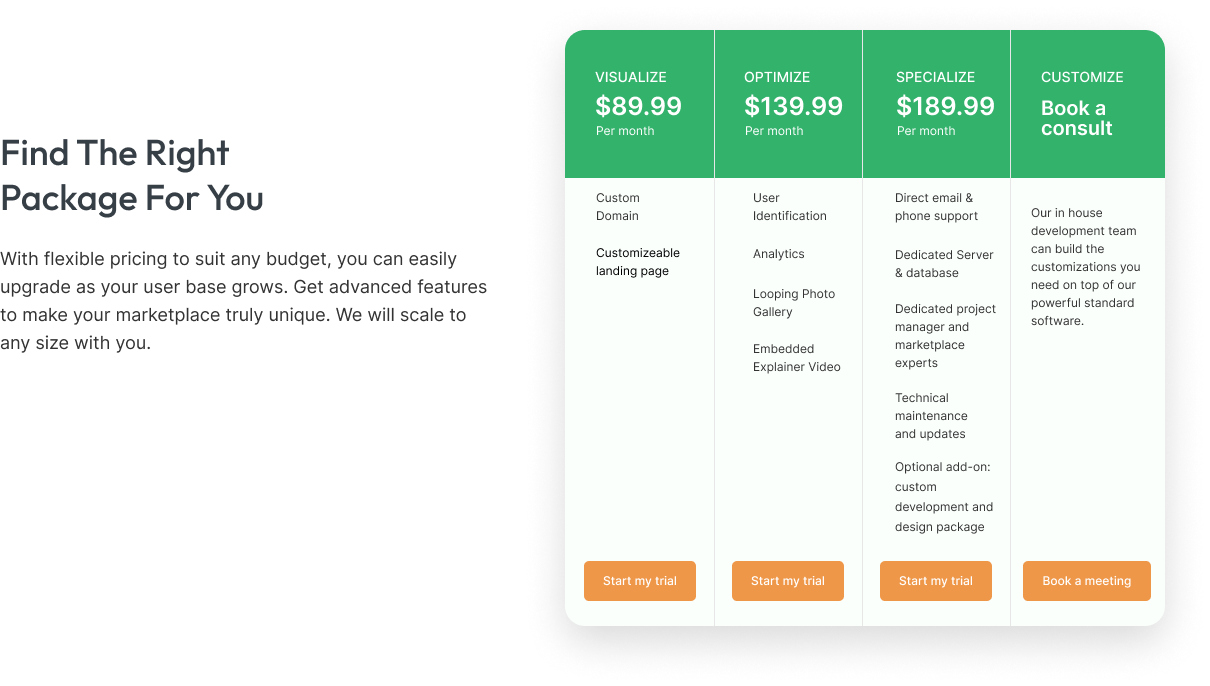 Find The Right
Package For You
With flexible pricing to suit any budget, you can easily
upgrade as your user base grows. Get advanced features
to make your marketplace truly unique. We will scale to
any size with you.
VISUALIZE
$89.99
Per month
Custom
Domain
Customizeable
landing page
Start my trial
OPTIMIZE
$139.99
Per month
User
Identification
Analytics
Looping Photo
Gallery
Embedded
Explainer Video
Start my trial
SPECIALIZE
$189.99
Per month
Direct email &
phone support
Dedicated Server
& database
Dedicated project
manager and
marketplace
experts
Technical
maintenance
and updates
Optional add-on:
custom
development and
design package
Start my trial
CUSTOMIZE
Book a
consult
Our in house
development team
can build the
customizations you
need on top of our
powerful standard
software.
Book a meeting